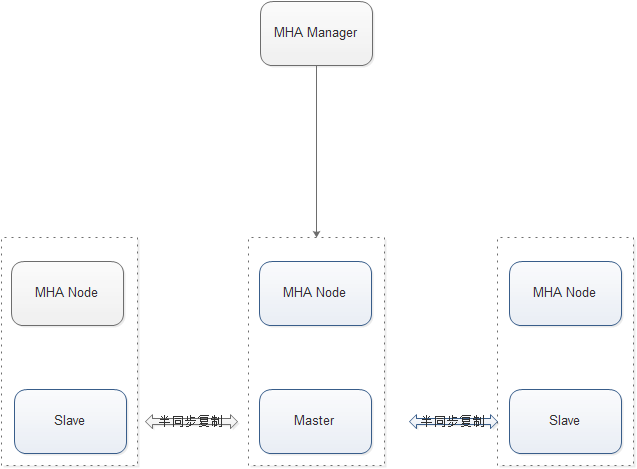 MHA Manager
MHA Node
MHA Node
MHA Node
Slave
半同步复制
Master
半同步复制
Slave